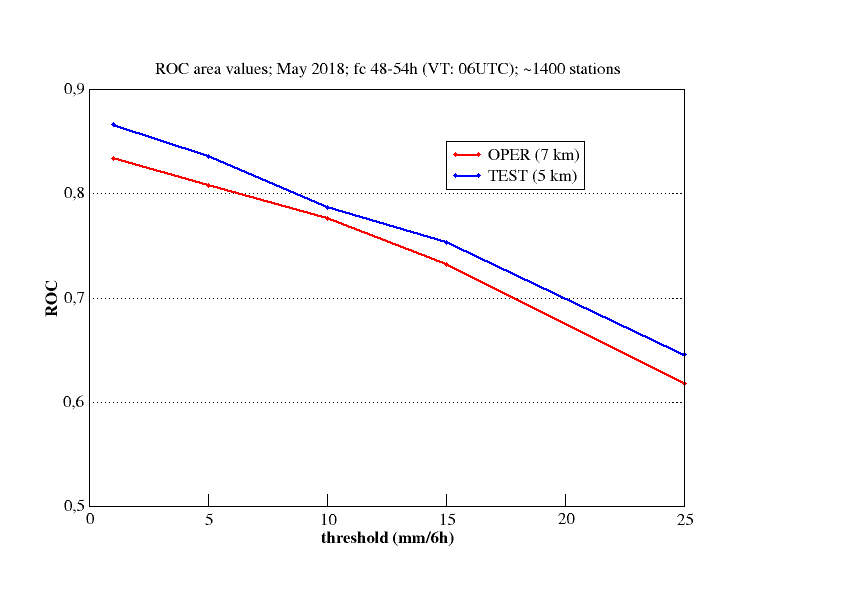 ROC area values; May 2018; fc 48-54h (VT: 06UTC); ~1400 stations
0,9
OPER (7 km)
TEST (5 km)
0,8
0,7
ROC
0,6
0,5
0 5 10 15 20 25
threshold (mm/6h)